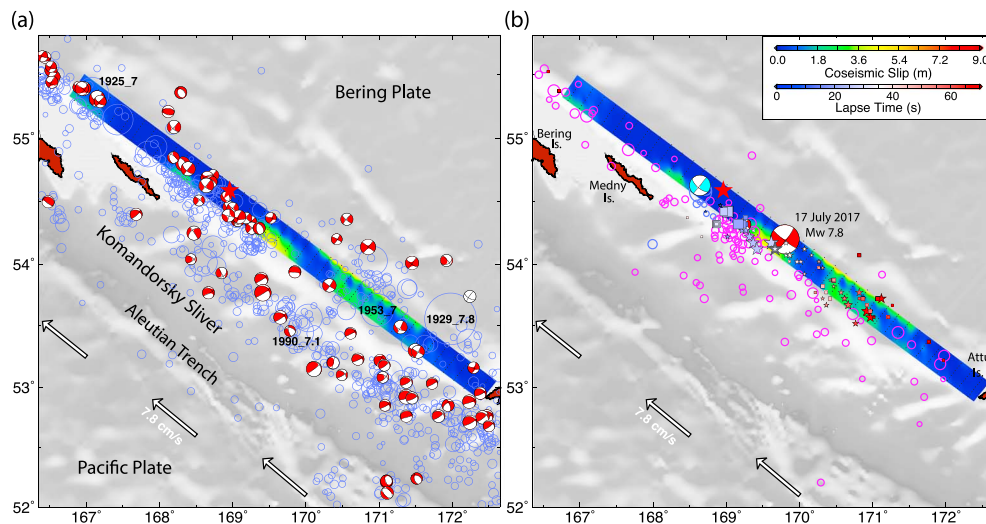 (a)
1925_7
Bering Plate
55°
Komandorsky Sliver
54°
Aleutian Trench
1953_7
1929_7.8
1990_7.1
53°
7.8 cm/s
Pacific Plate
52°
167° 168° 169° 170° 171° 172°
(b)
0.0 1.8 3.6 5.4 7.2 9.0
Coseismic Slip (m)
0 20 40 60
Lapse Time (s)
55°
Bering
Is.
Medny
Is.
17 July 2017
Mw 7.8
54°
Attu
Is.
53°
7.8 cm/s
52°
167° 168° 169° 170° 171° 172°